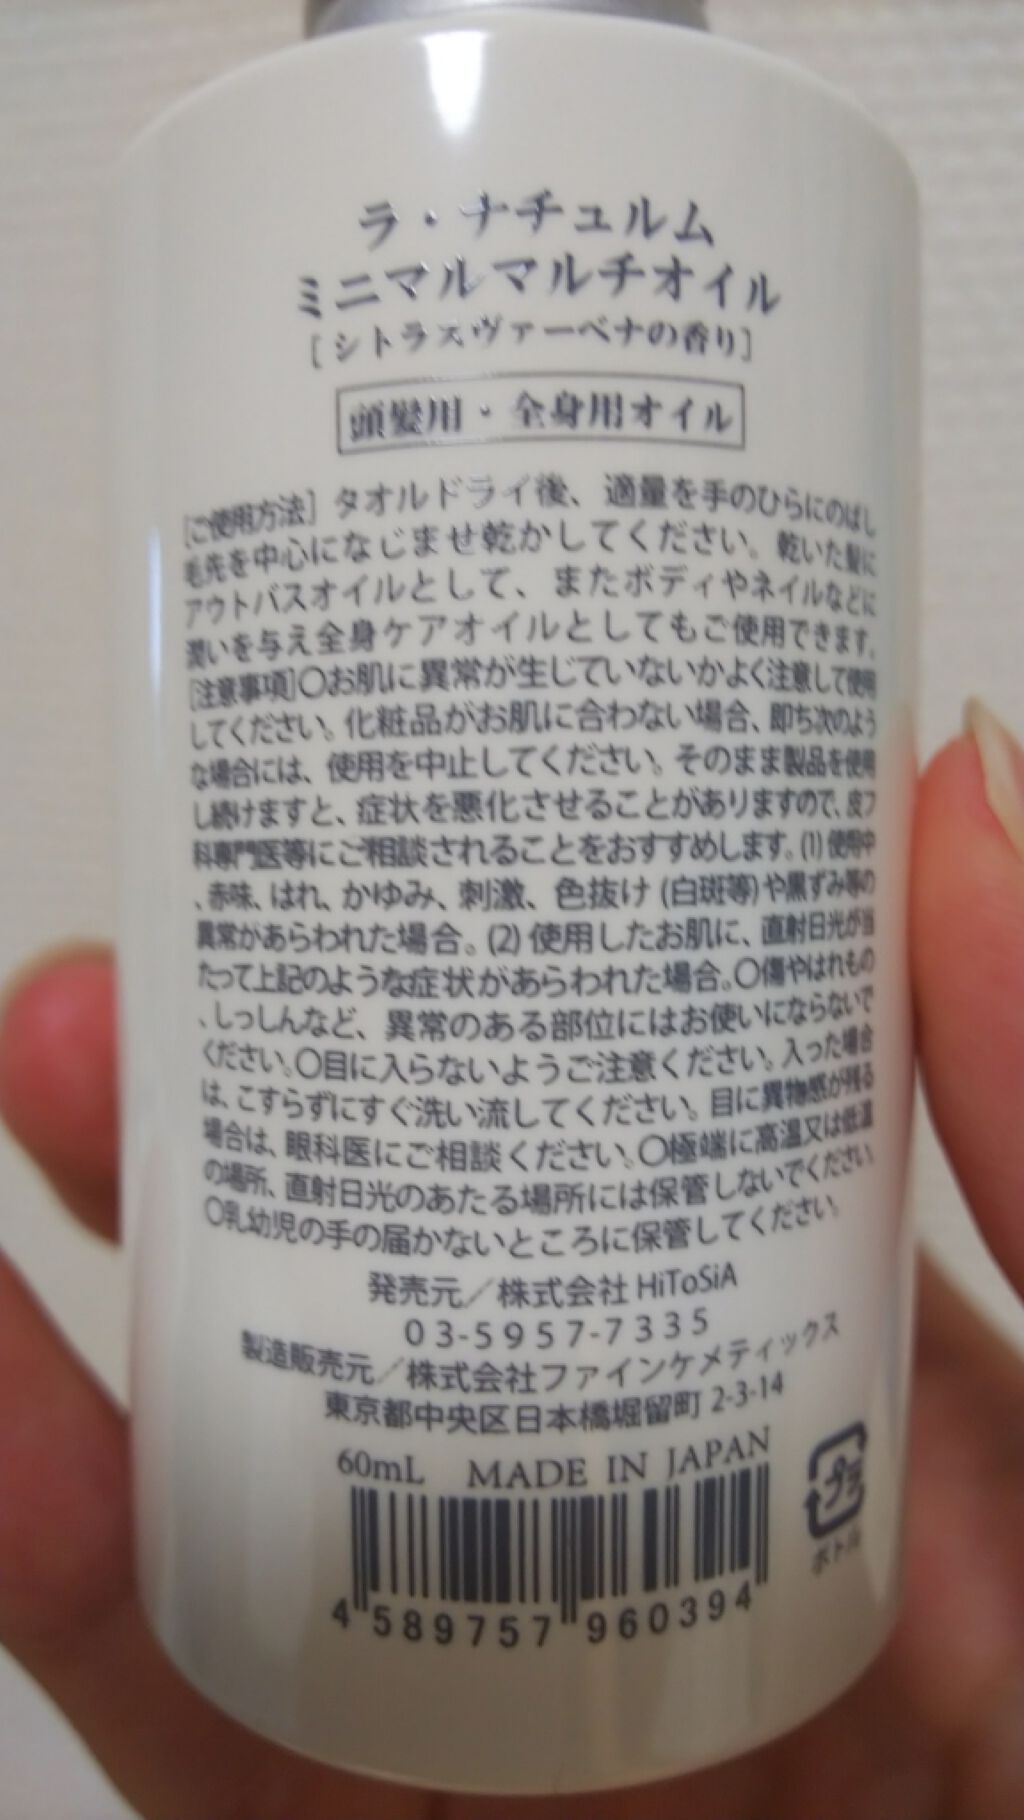 ラ・ナチュルム
ミニマルマルチオイル
[シトラスヴァーベナの香り]
頭髪用・全身用オイル
[ご使用方法] タオルドライ後、適量を手のひらにのばし
毛先を中心になじませ乾かしてください。乾いた髪に
アウトバスオイルとして、またボディやネイルなどに
潤いを与え全身ケアオイルとしてもご使用できます。
[注意事項]〇お肌に異常が生じていないかよく注意して使用
してください。化粧品がお肌に合わない場合、即ち次のよう
な場合には、使用を中止してください。そのまま製品を使用
し続けますと、症状を悪化させることがありますので、皮フ
科専門医等にご相談されることをおすすめします。(1) 使用中
、赤味、はれ、かゆみ、刺激、色抜け (白斑等)や黒ずみ等の
異常があらわれた場合。(2) 使用したお肌に、直射日光が当
たって上記のような症状があらわれた場合。〇傷やはれもの
、しっしんなど、異常のある部位にはお使いにならないで
ください。〇目に入らないようご注意ください。入った場合
は、こすらずにすぐ洗い流してください。目に異物感が残る
場合は、眼科医にご相談ください。〇極端に高温又は低温
の場所、直射日光のあたる場所には保管しないでください。
〇乳幼児の手の届かないところに保管してください。
発売元／株式会社 HiToSiA
03-5957-7335
製造販売元／株式会社ファインケメティックス
東京都中央区日本橋堀留町 2-3-14
60mL MADE IN JAPAN
プラ
ボトル
4 589757 960394